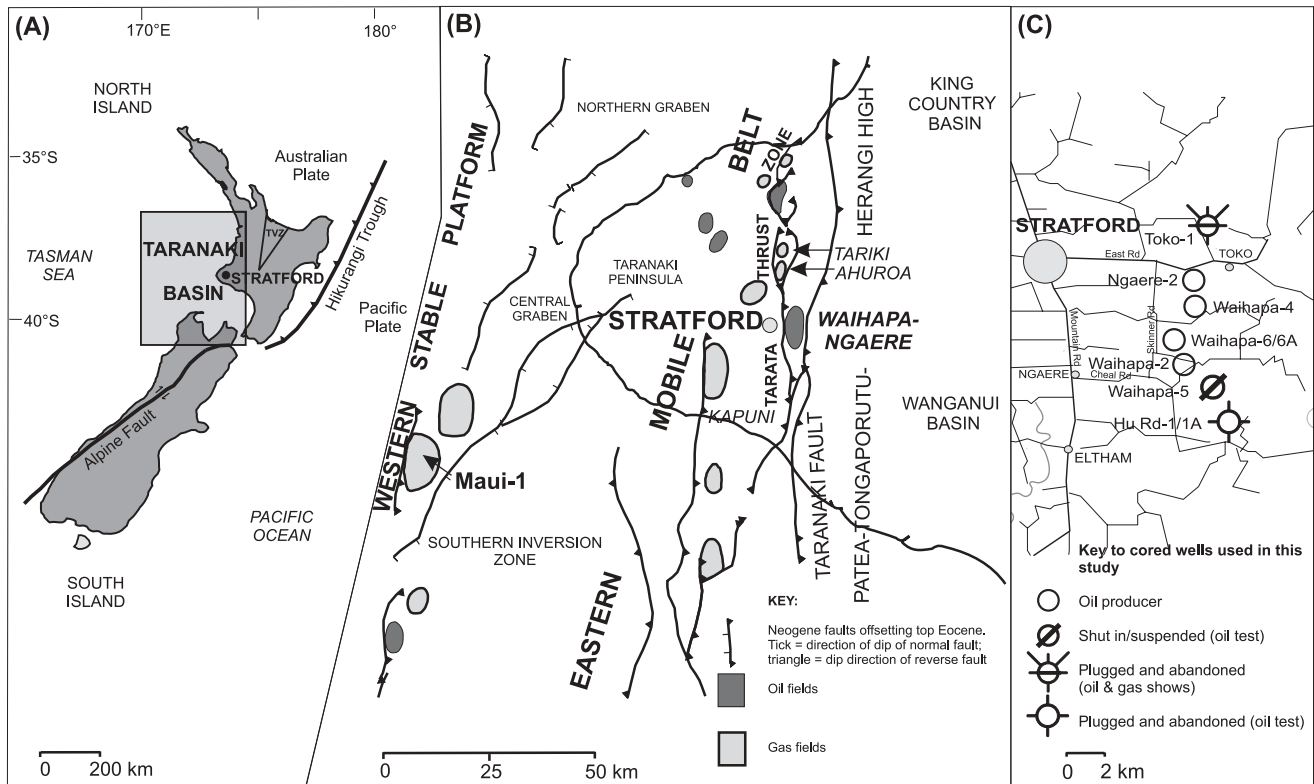 (A)
170°E
180°
NORTH
ISLAND
35°S
Australian
Plate
TASMAN
SEA
TARANAKI
BASIN
TVZ
STRATFORD
Hikurangi Trough
Pacific
Plate
40°S
Alpine Fault
PACIFIC
OCEAN
SOUTH
ISLAND
0 200 km
(B)
NORTHERN GRABEN
BELT
ZONE
HERANGI HIGH
KING
COUNTRY
BASIN
PLATFORM
THRUST
TARIKI
AHUROA
TARANAKI
PENINSULA
CENTRAL
GRABEN
STRATFORD
WAIHAPA-
NGAERE
STABLE
MOBILE
TARATA
KAPUNI
WANGANUI
BASIN
WESTERN
Maui-1
TARANAKI FAULT
PATEA-TONGAPORUTU-
SOUTHERN INVERSION
ZONE
EASTERN
KEY:
Neogene faults offsetting top Eocene.
Tick = direction of dip of normal fault;
triangle = dip direction of reverse fault
Oil fields
Gas fields
0 25 50 km
(C)
STRATFORD
Toko-1
East Rd
TOKO
Ngaere-2
Waihapa-4
Skinner Rd
Mountain Rd
Waihapa-6/6A
Waihapa-2
NGAERE
Cheal Rd
Waihapa-5
Hu Rd-1/1A
ELTHAM
Key to cored wells used in this
study
Oil producer
Shut in/suspended (oil test)
Plugged and abandoned
(oil & gas shows)
Plugged and abandoned (oil test)
0 2 km